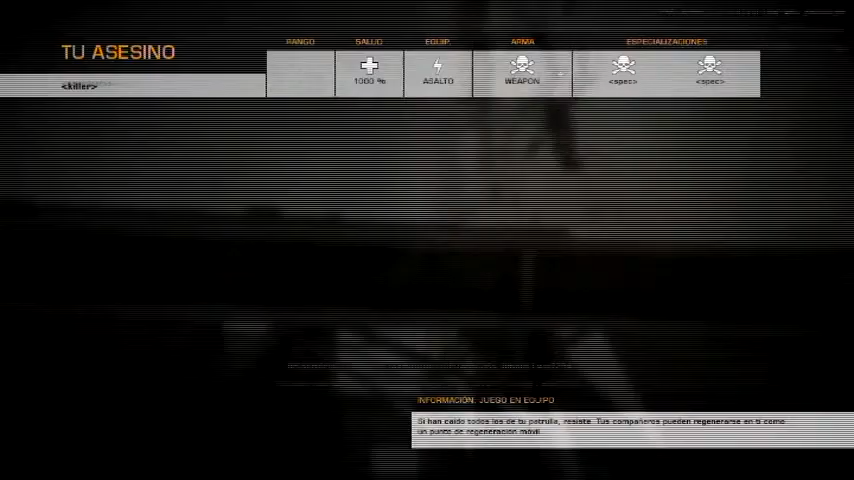 TU ASESINO
RANGO SALUD EQUIP. ARMA ESPECIALIZACIONES
<killer>
1000 % ASALTO WEAPON <spec> <spec>
INFORMACIÓN: JUEGO EN EQUIPO
Si han caído todos los de tu patrulla, resiste. Tus compañeros pueden regenerarse en ti como
un punto de regeneración móvil.